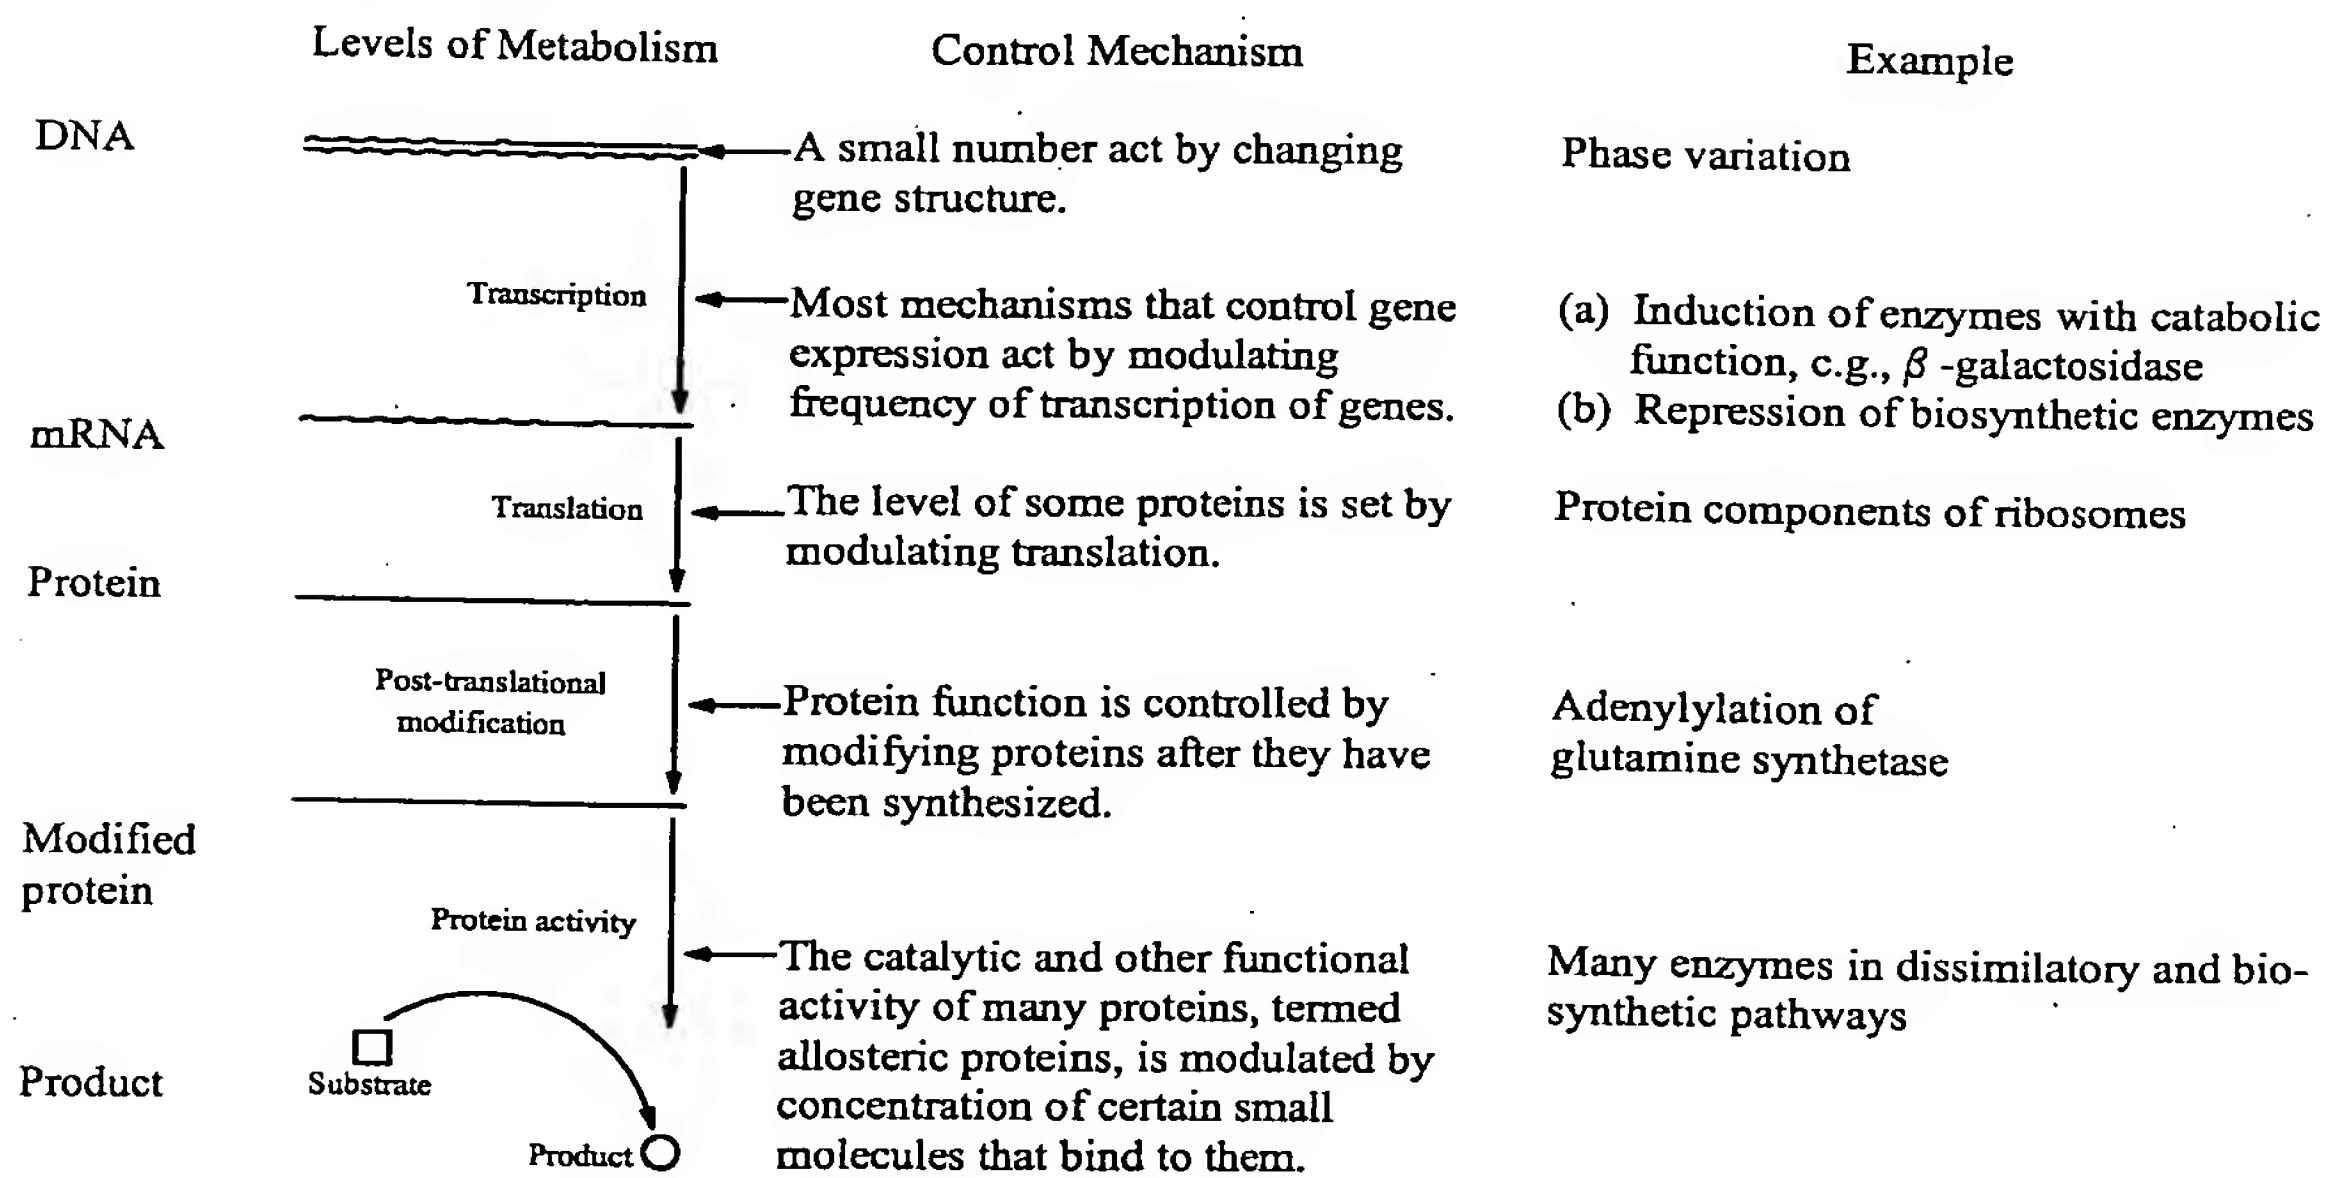 Levels of Metabolism
Control Mechanism
Example
DNA
A small number act by changing
gene structure.
Phase variation
Transcription
Most mechanisms that control gene
expression act by modulating
frequency of transcription of genes.
(a) Induction of enzymes with catabolic
function, c.g., β -galactosidase
(b) Repression of biosynthetic enzymes
mRNA
Translation
The level of some proteins is set by
modulating translation.
Protein components of ribosomes
Protein
Post-translational
modification
Protein function is controlled by
modifying proteins after they have
been synthesized.
Adenylylation of
glutamine synthetase
Modified
protein
Protein activity
The catalytic and other functional
activity of many proteins, termed
allosteric proteins, is modulated by
concentration of certain small
molecules that bind to them.
Many enzymes in dissimilatory and bio-
synthetic pathways
Product
Substrate
Product